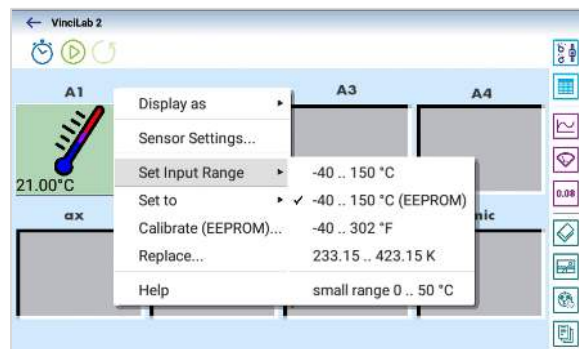 VinciLab 2
A1
A3
A4
Display as
Sensor Settings...
Set Input Range
Set to
Calibrate (EEPROM)...
Replace...
Help
-40 .. 150 °C
✓ -40 .. 150 °C (EEPROM)
-40 .. 302 °F
233.15 .. 423.15 K
small range 0 .. 50 °C
21.00°C
ax
nic
0.08